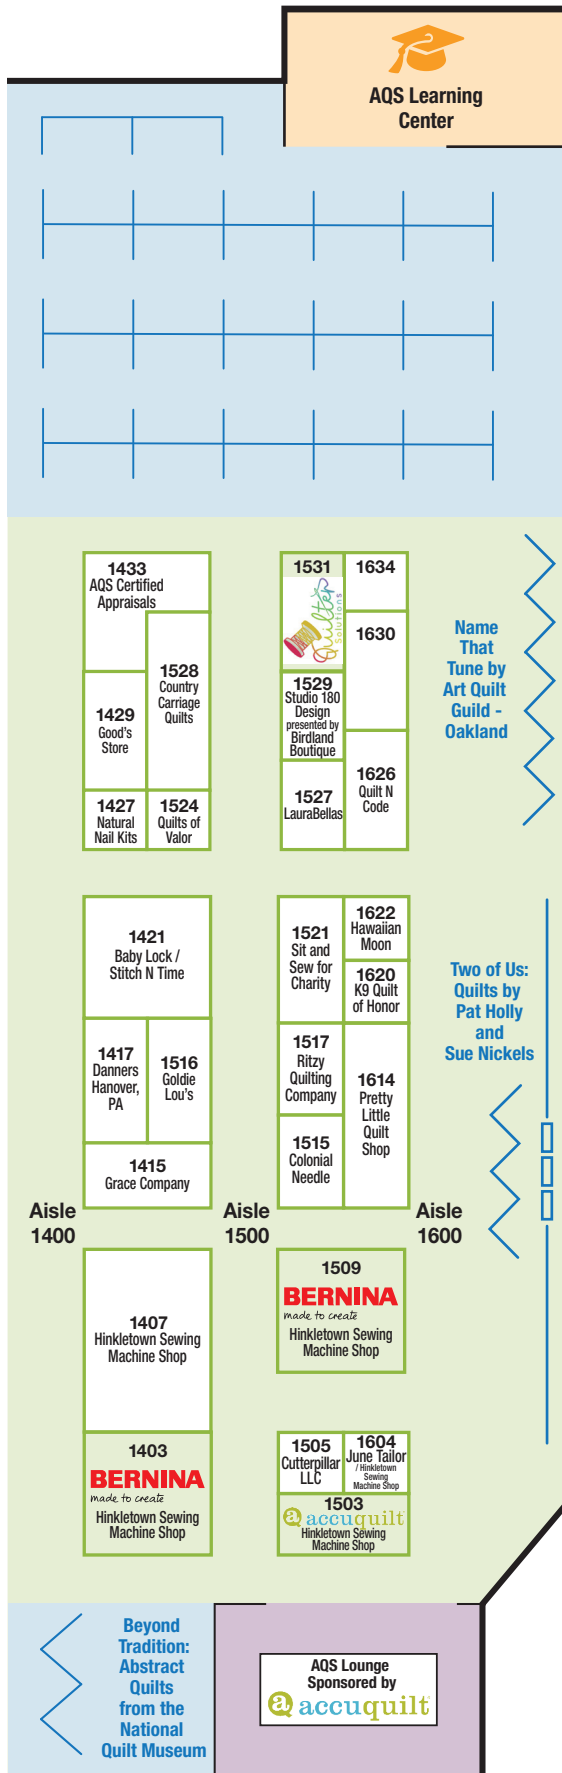 AQS Learning
Center
1433
AQS Certified
Appraisals
1528
Country
Carriage
Quilts
1429
Good's
Store
1427
Natural
Nail Kits
1524
Quilts of
Valor
1531
Quilter
Solutions
1634
1630
1529
Studio 180
Design
presented by
Birdland
Boutique
1527
LauraBellas
1626
Quilt N
Code
Name
That
Tune by
Art Quilt
Guild -
Oakland
1421
Baby Lock /
Stitch N Time
1417
Danners
Hanover,
PA
1516
Goldie
Lou's
1415
Grace Company
1521
Sit and
Sew for
Charity
1622
Hawaiian
Moon
1620
K9 Quilt
of Honor
1517
Ritzy
Quilting
Company
1614
Pretty
Little
Quilt
Shop
1515
Colonial
Needle
Two of Us:
Quilts by
Pat Holly
and
Sue Nickels
Aisle
1400
Aisle
1500
Aisle
1600
1407
Hinkletown Sewing
Machine Shop
1509
BERNINA
made to create
Hinkletown Sewing
Machine Shop
1403
BERNINA
made to create
Hinkletown Sewing
Machine Shop
1505
Cutterpillar
LLC
1604
June Tailor
/ Hinkletown
Sewing
Machine Shop
1503
a accuquilt
Hinkletown Sewing
Machine Shop
Beyond
Tradition:
Abstract
Quilts
from the
National
Quilt Museum
AQS Lounge
Sponsored by
a accuquilt